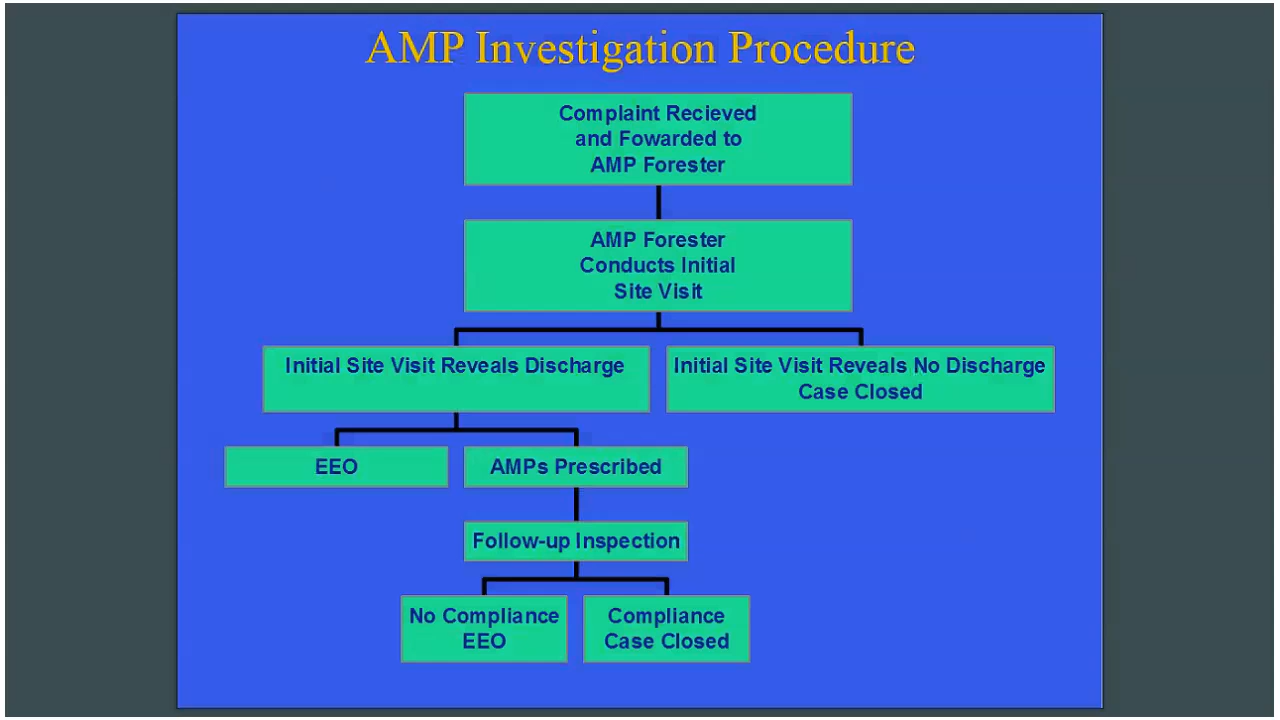 AMP Investigation Procedure
Complaint Recieved
and Fowarded to
AMP Forester
AMP Forester
Conducts Initial
Site Visit
Initial Site Visit Reveals Discharge
Initial Site Visit Reveals No Discharge
Case Closed
EEO
AMPs Prescribed
Follow-up Inspection
No Compliance
EEO
Compliance
Case Closed